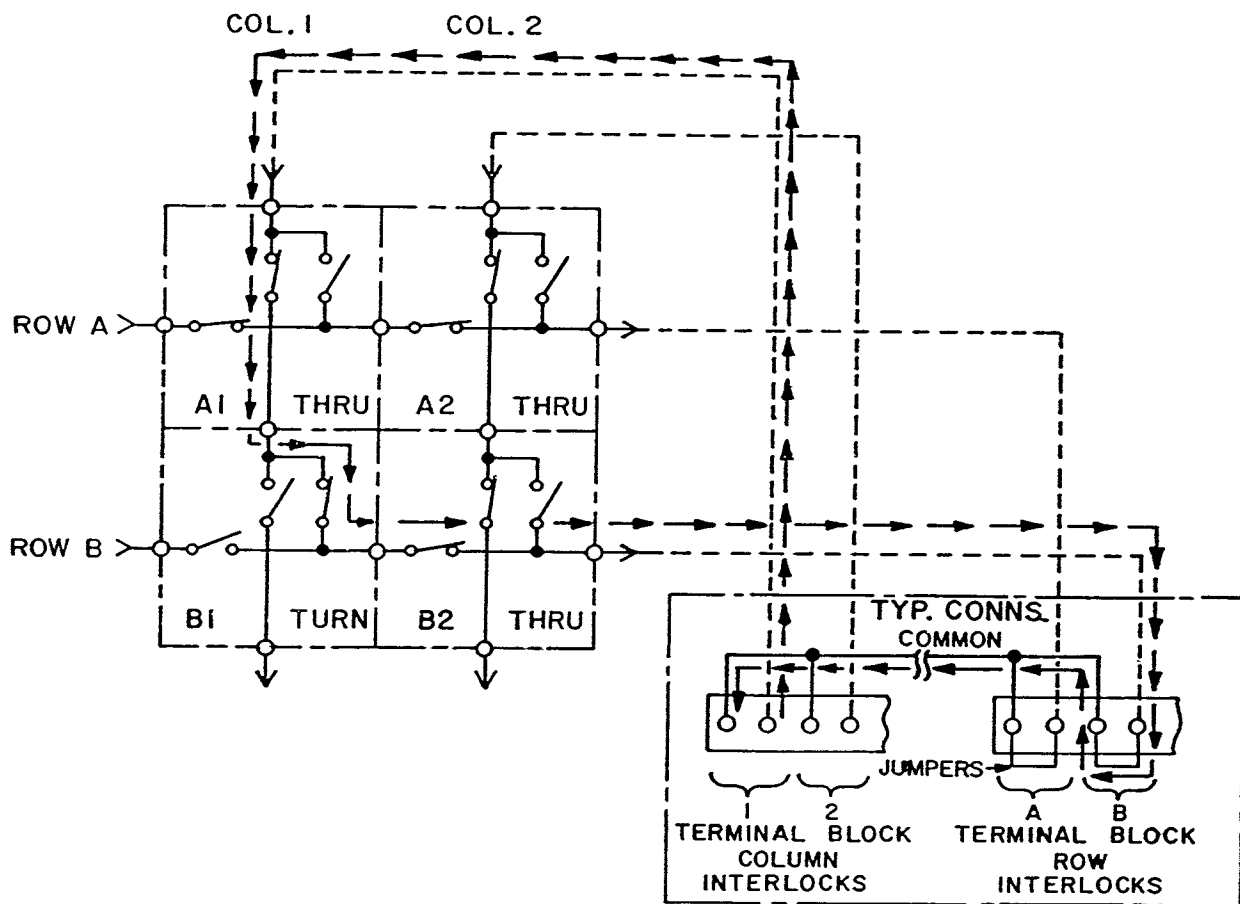 COL.1 COL.2
ROW A
A1 THRU A2 THRU
ROW B
B1 TURN B2 THRU
TYP. CONNS.
COMMON
JUMPERS
1 2 A B
TERMINAL BLOCK TERMINAL BLOCK
COLUMN ROW
INTERLOCKS INTERLOCKS